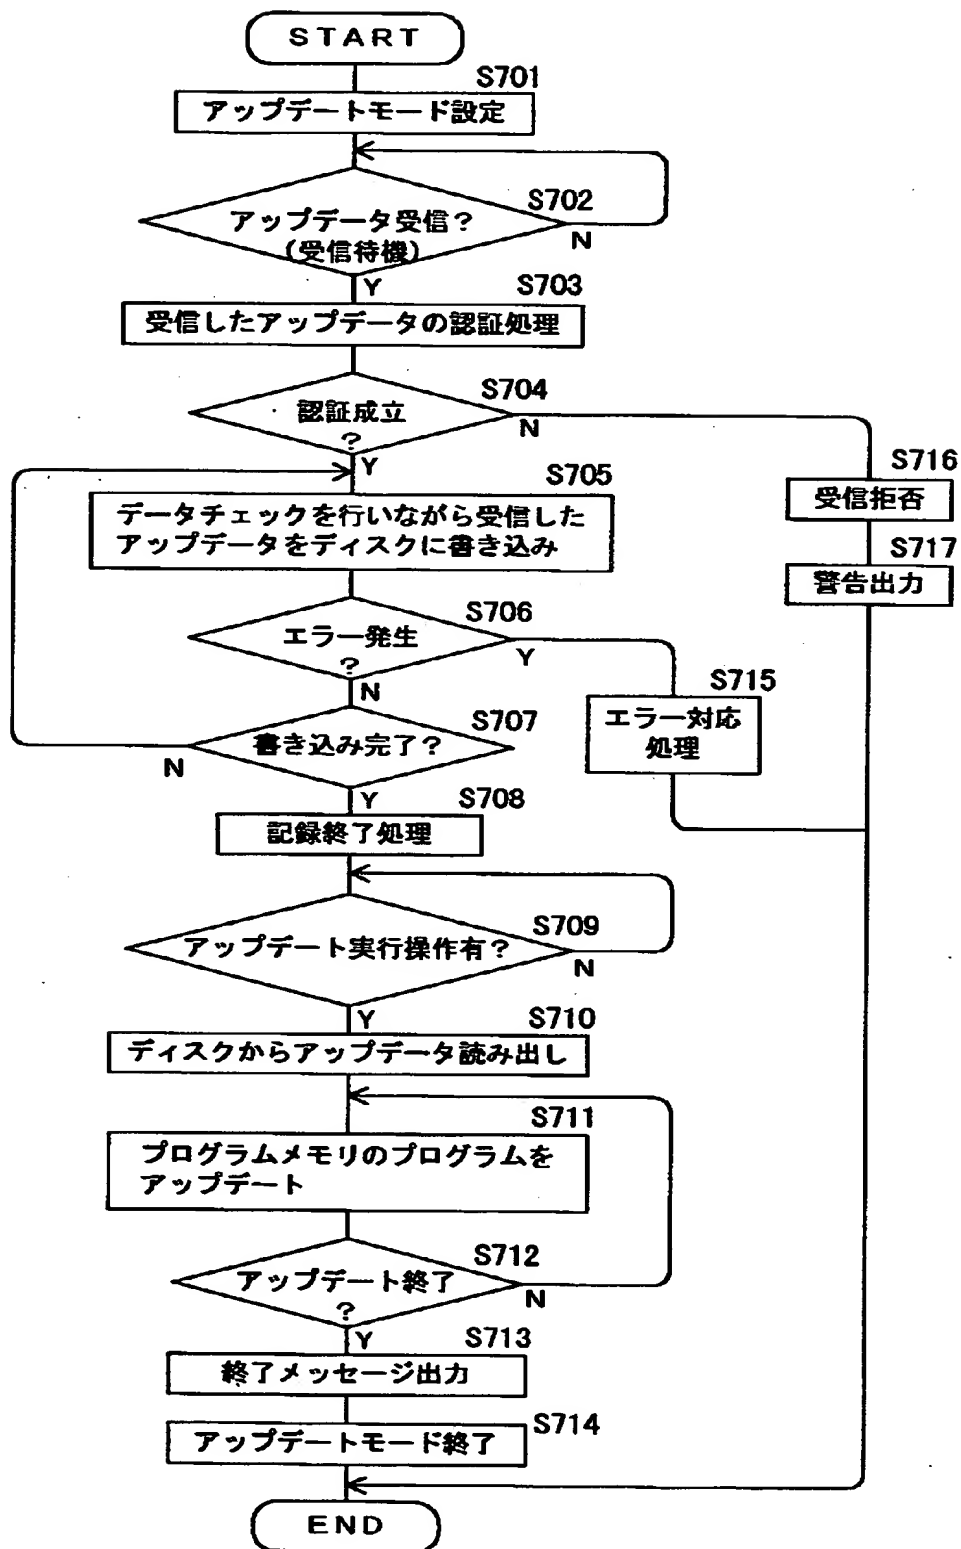 START
S701
アップデートモード設定
S702
アップデータ受信？
(受信待機)
N
Y
S703
受信したアップデータの認証処理
S704
認証成立
？
N
Y
S705
データチェックを行いながら受信した
アップデータをディスクに書き込み
S716
受信拒否
S717
警告出力
S706
エラー発生
？
Y
N
S715
エラー対応
処理
S707
書き込み完了？
N
Y
S708
記録終了処理
S709
アップデート実行操作有？
N
Y
S710
ディスクからアップデータ読み出し
S711
プログラムメモリのプログラムを
アップデート
S712
アップデート終了
？
N
Y
S713
終了メッセージ出力
S714
アップデートモード終了
END